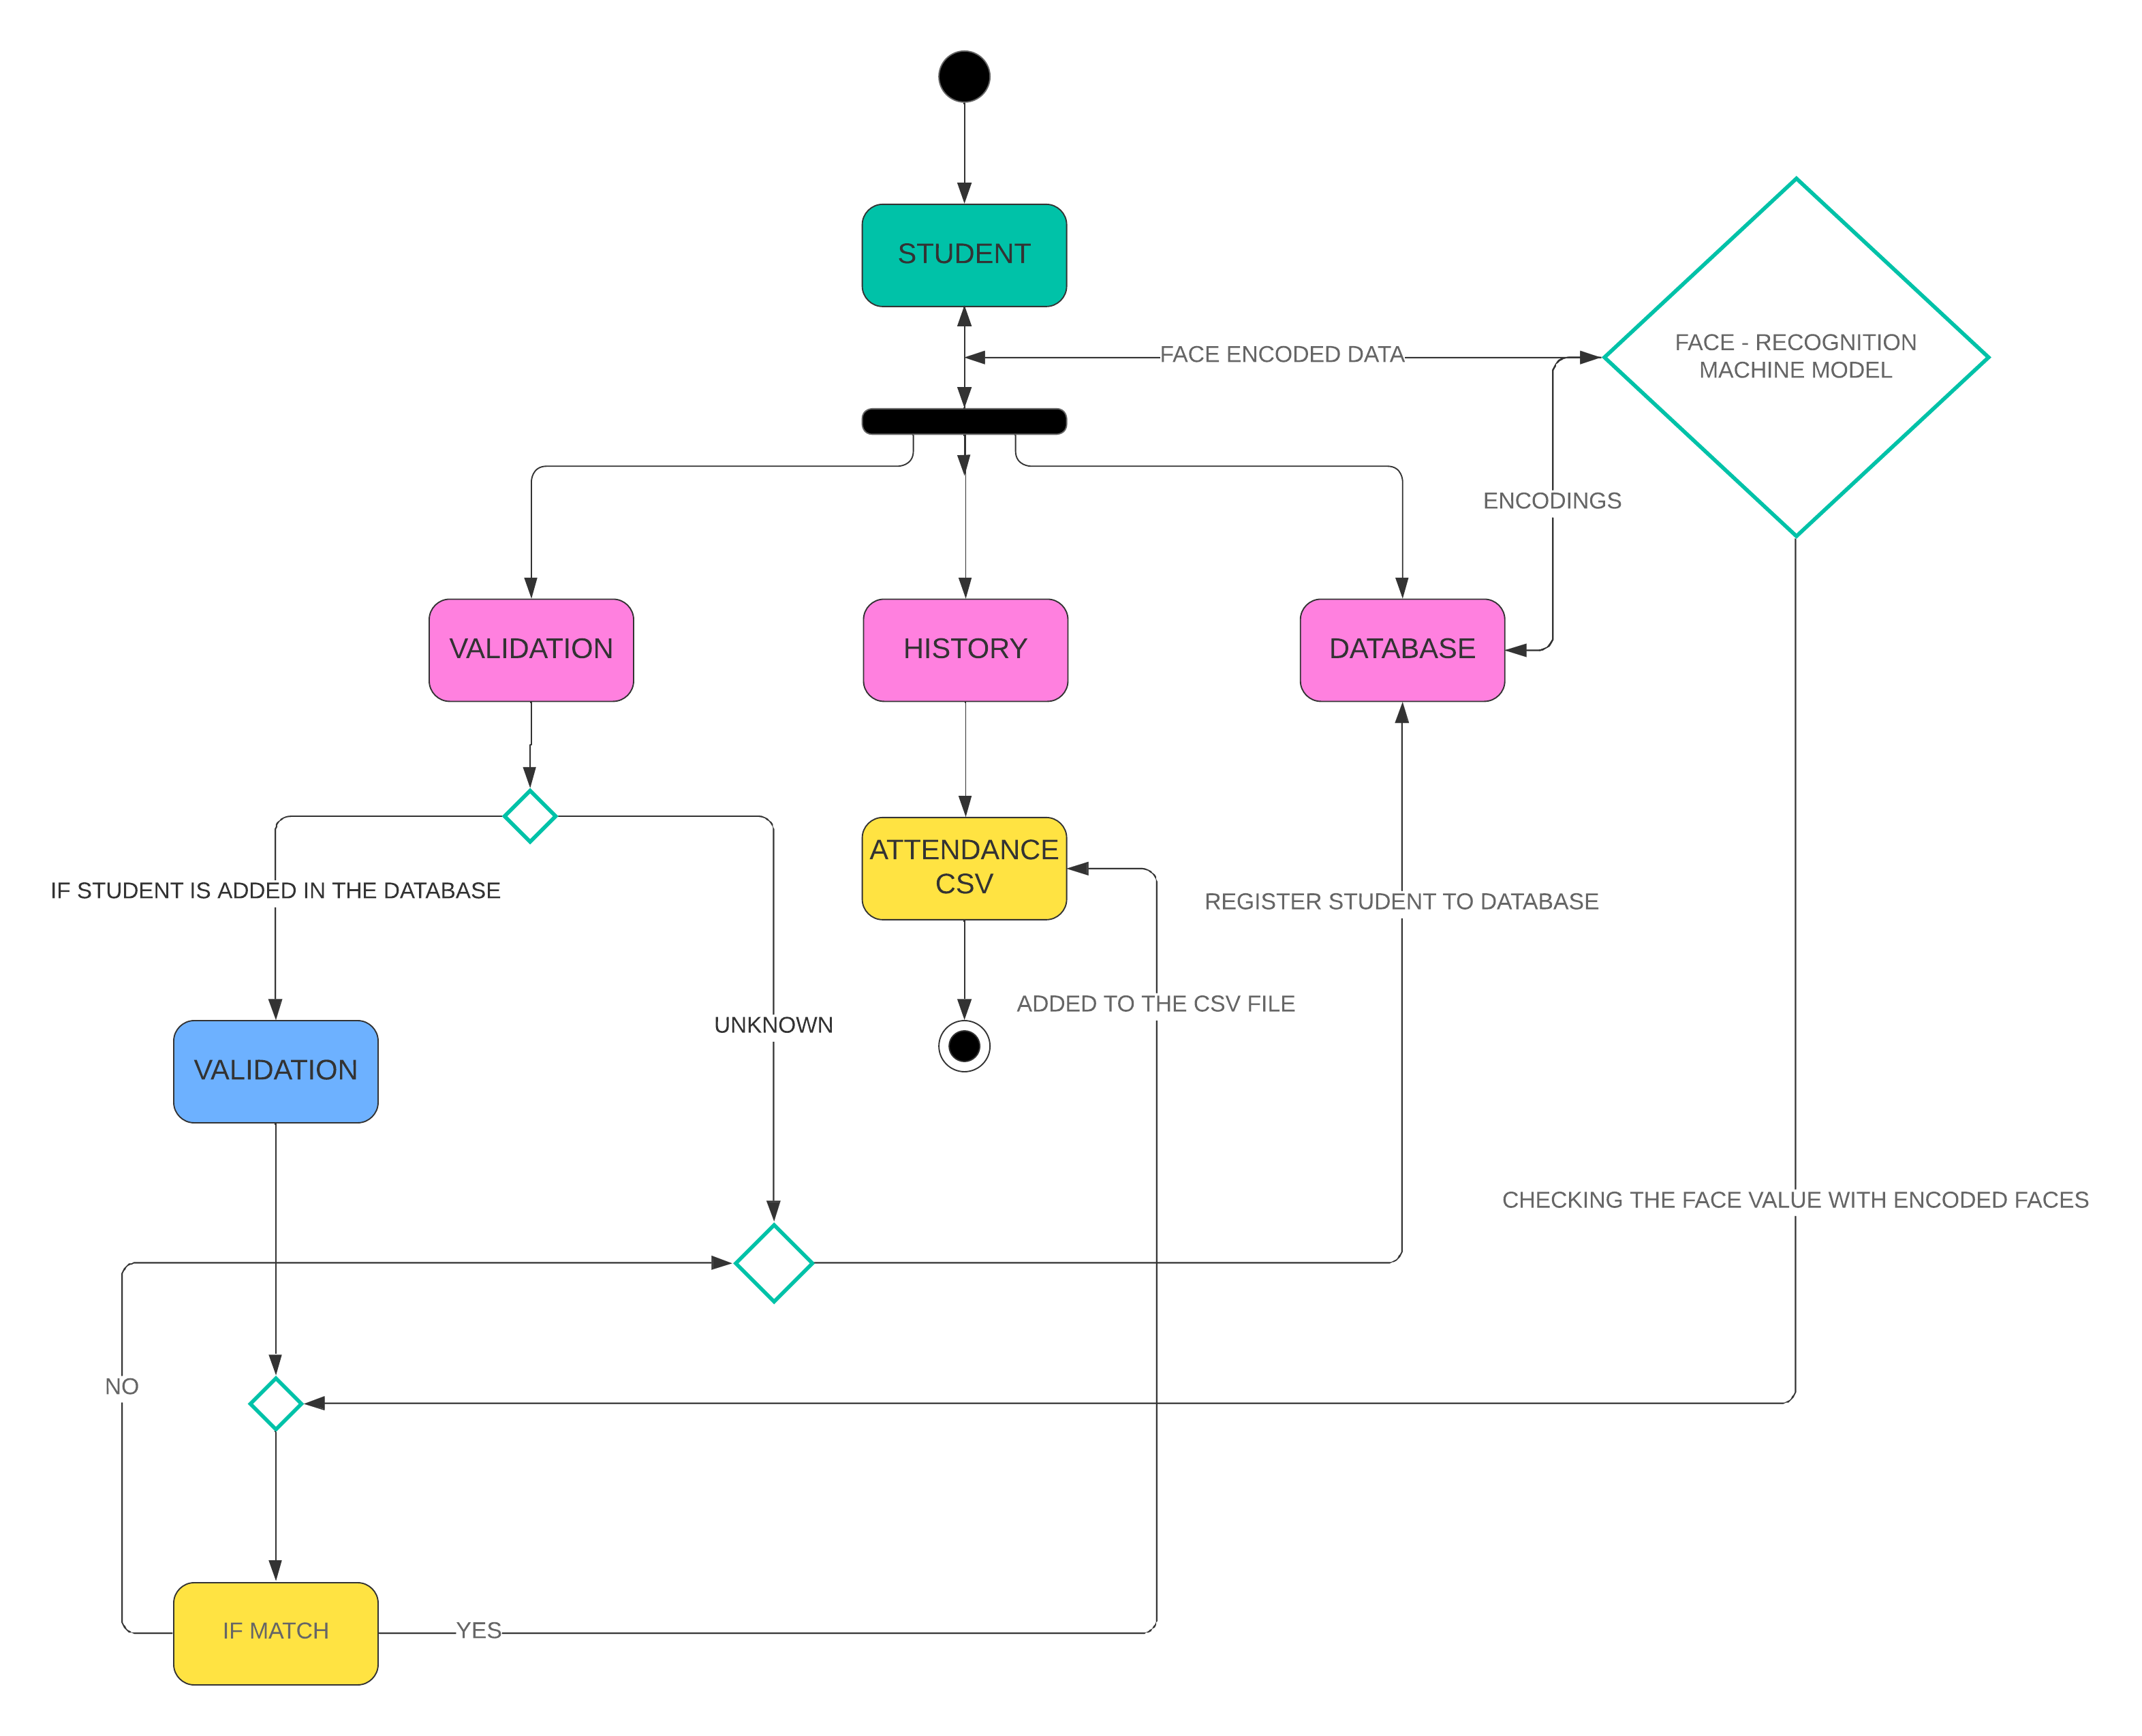 STUDENT
FACE ENCODED DATA
FACE - RECOGNITION
MACHINE MODEL
ENCODINGS
VALIDATION
HISTORY
DATABASE
ATTENDANCE
CSV
IF STUDENT IS ADDED IN THE DATABASE
REGISTER STUDENT TO DATABASE
ADDED TO THE CSV FILE
UNKNOWN
VALIDATION
CHECKING THE FACE VALUE WITH ENCODED FACES
NO
IF MATCH
YES